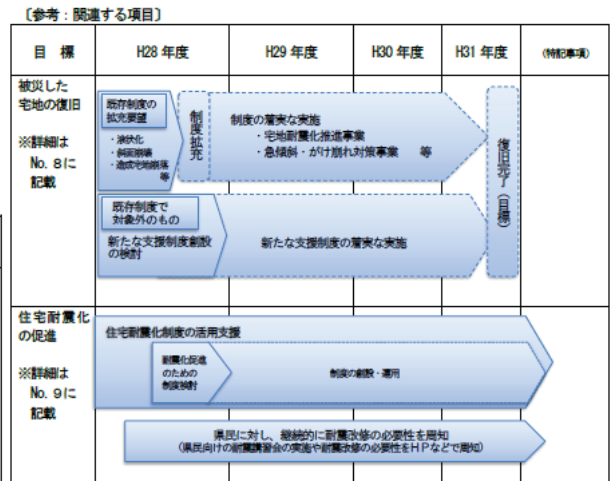 〔参考：関連する項目〕
目　標
H28 年度
H29 年度
H30 年度
H31 年度
(特記事項)
被災した
宅地の復旧
※詳細は
No. 8に
記載
既存制度の
拡充要望
・液状化
・斜面崩壊
・造成宅地崩落
等
制度拡充
制度の着実な実施
・宅地耐震化推進事業
・急傾斜・がけ崩れ対策事業　等
復旧完了(目標)
既存制度で
対象外のもの
新たな支援制度創設
の検討
新たな支援制度の着実な実施
住宅耐震化
の促進
※詳細は
No. 9に
記載
住宅耐震化制度の活用支援
耐震化促進
のための
制度検討
制度の創設・運用
県民に対し、継続的に耐震改修の必要性を周知
(県民向けの耐震講習会の実施や耐震改修の必要性をHPなどで周知)